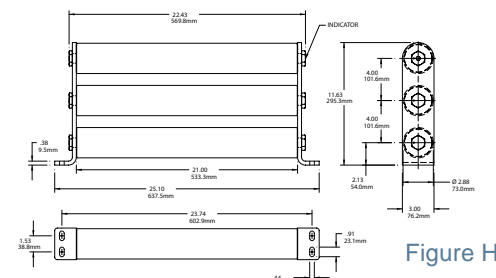 22.43
569.8mm
INDICATOR
11.63
295.3mm
4.00
101.6mm
4.00
101.6mm
.38
9.5mm
21.00
533.3mm
2.13
54.0mm
Ø 2.88
73.0mm
25.10
637.5mm
3.00
76.2mm
23.74
602.9mm
1.53
38.8mm
.91
23.1mm
.44
Figure H